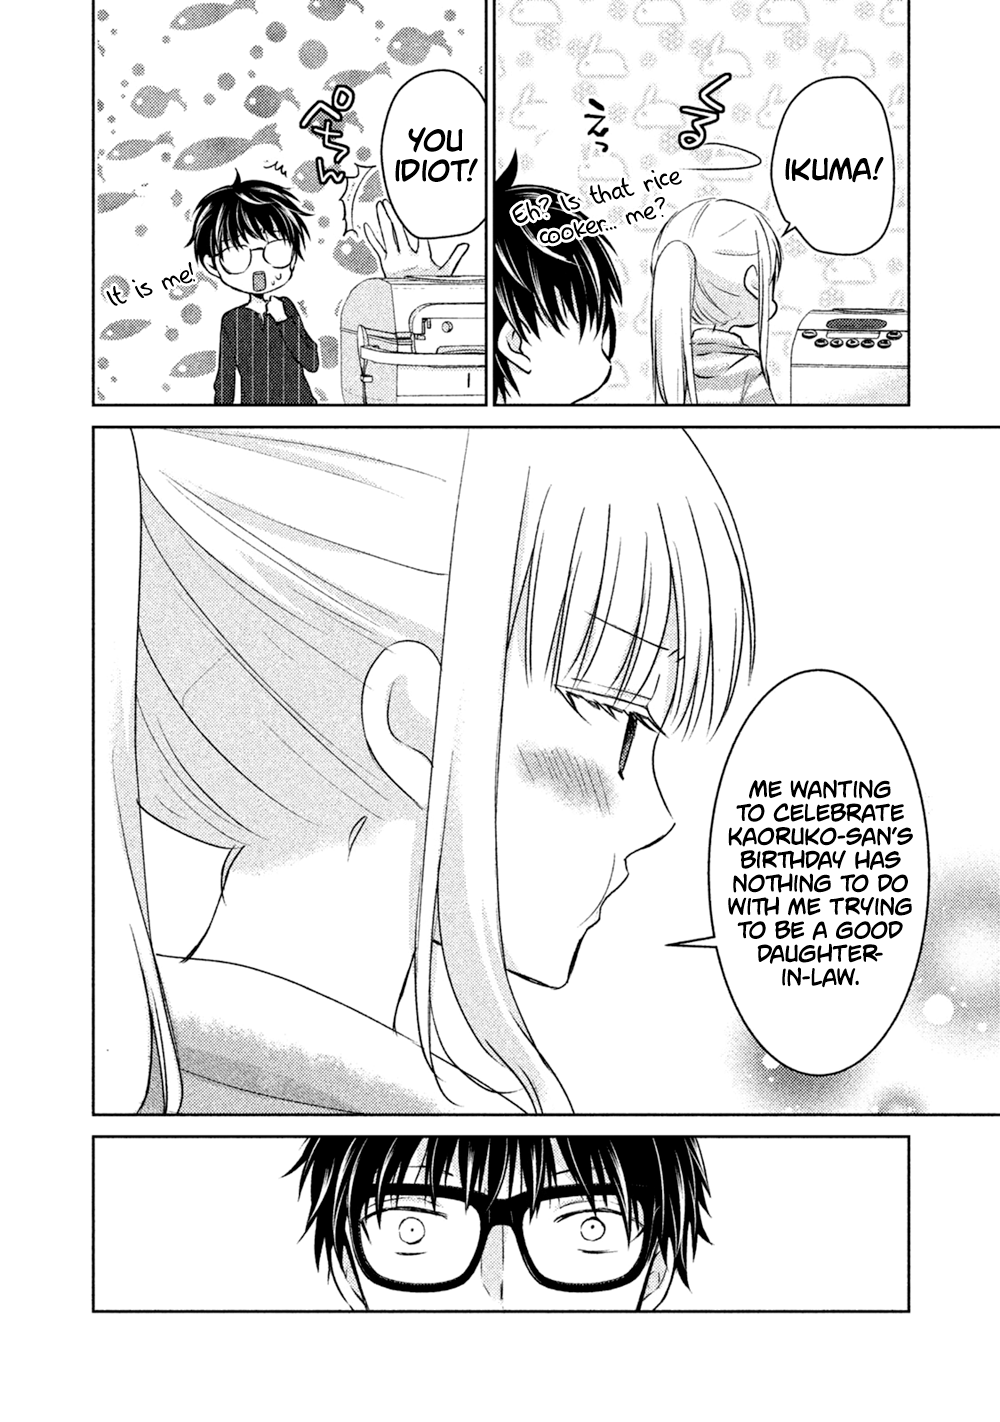 IKUMA!
くるっ
えっ
Eh? Is that rice
cooker... me?
YOU
IDIOT!
ぺちん
It is me!
ME WANTING
TO CELEBRATE
KAORUKO-SAN'S
BIRTHDAY HAS
NOTHING TO DO
WITH ME TRYING
TO BE A GOOD
DAUGHTER-
IN-LAW.